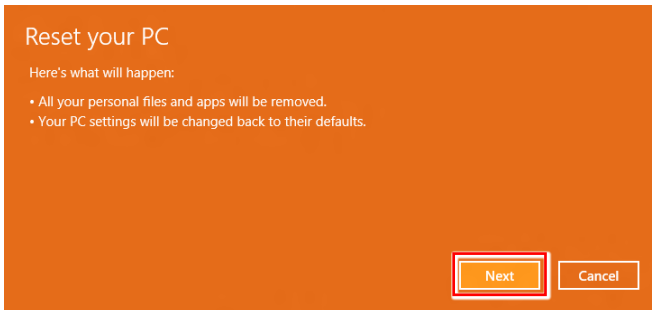 Reset your PC
Here's what will happen:
• All your personal files and apps will be removed.
• Your PC settings will be changed back to their defaults.
Next Cancel